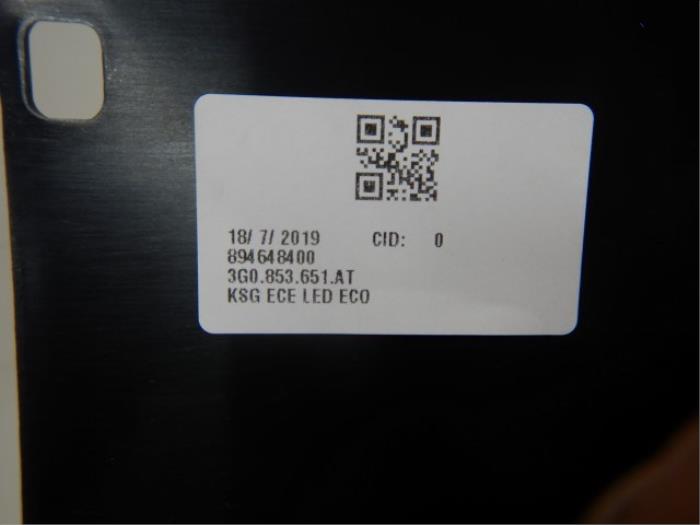 18/ 7/ 2019 CID: 0
894648400
3G0.853.651.AT
KSG ECE LED ECO